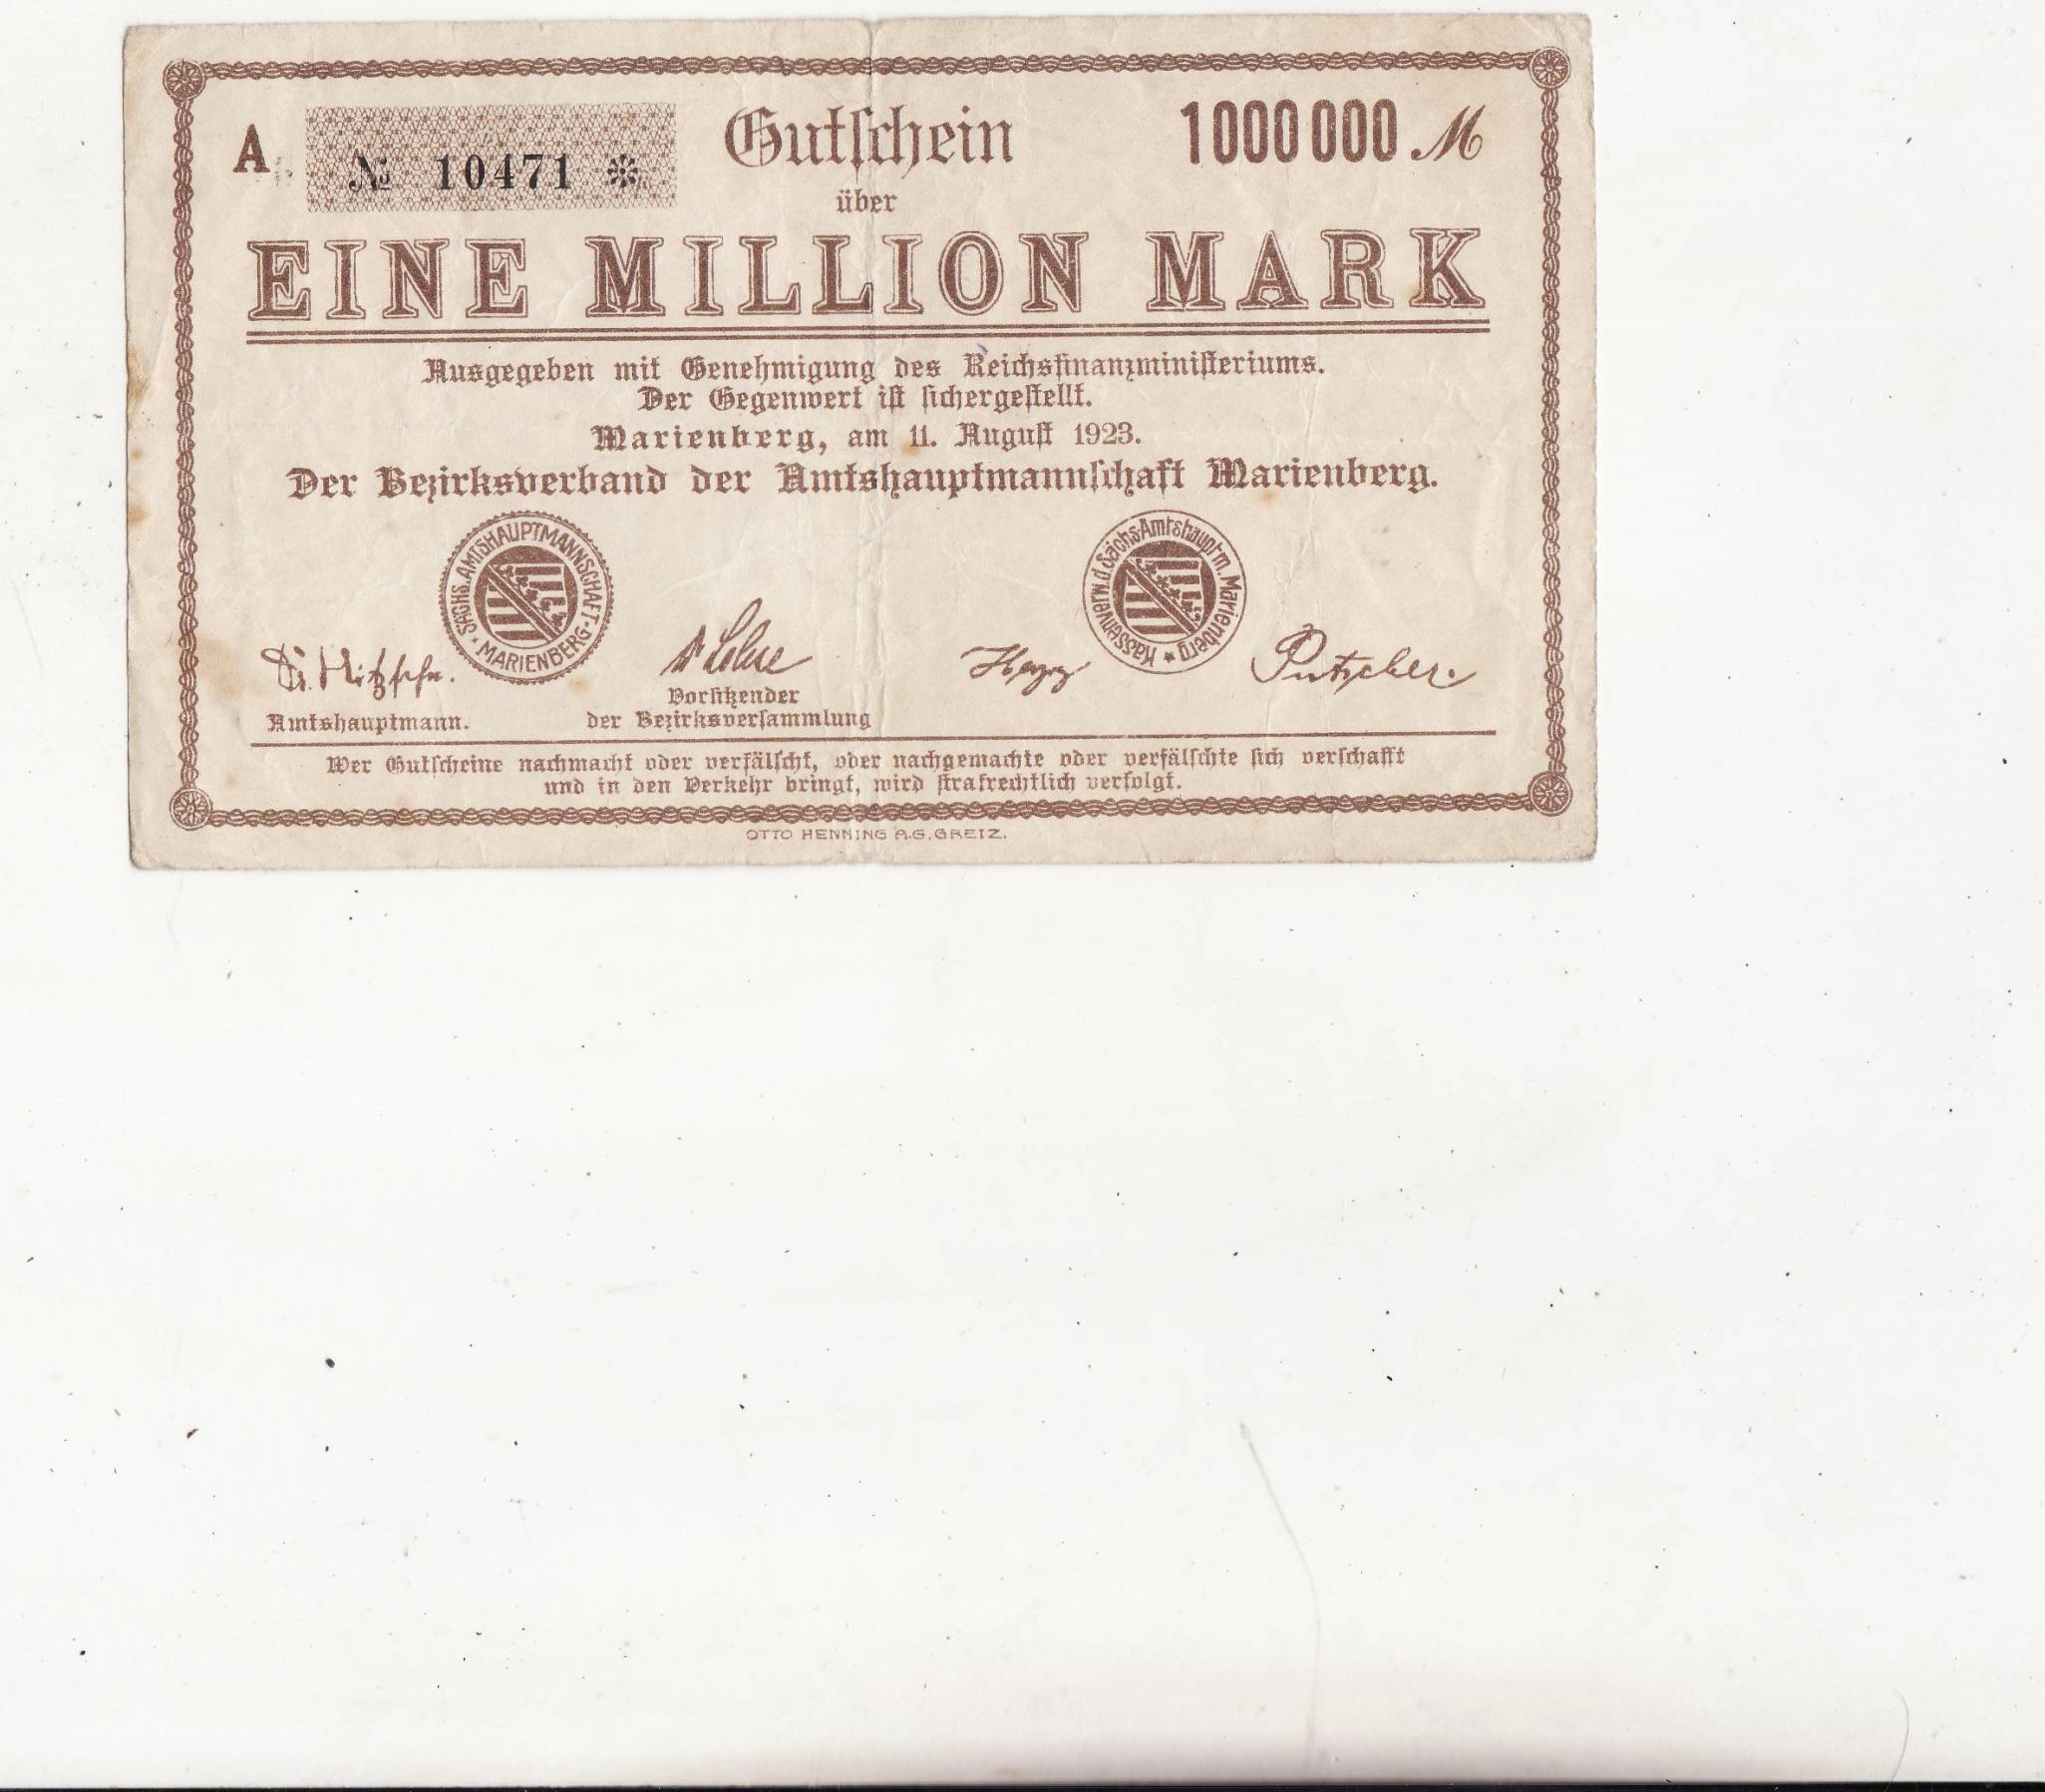 A № 10471 * Gutschein 1000000 M
über
EINE MILLION MARK
Ausgegeben mit Genehmigung des Reichsfinanzministeriums.
Der Gegenwert ist sichergestellt.
Marienberg, am 11. August 1923.
Der Bezirksverband der Amtshauptmannschaft Marienberg.
SÄCHS. AMTSHAUPTMANNSCHAFT · MARIENBERG ·
Kassenverw. d. Sächs. Amtshauptm. Marienberg
Putscher.
Amtshauptmann.
Vorsitzender
der Bezirksversammlung
Wer Gutscheine nachmacht oder verfälscht, oder nachgemachte oder verfälschte sich verschafft
und in den Verkehr bringt, wird strafrechtlich verfolgt.
OTTO HENNING A.G. GREIZ.